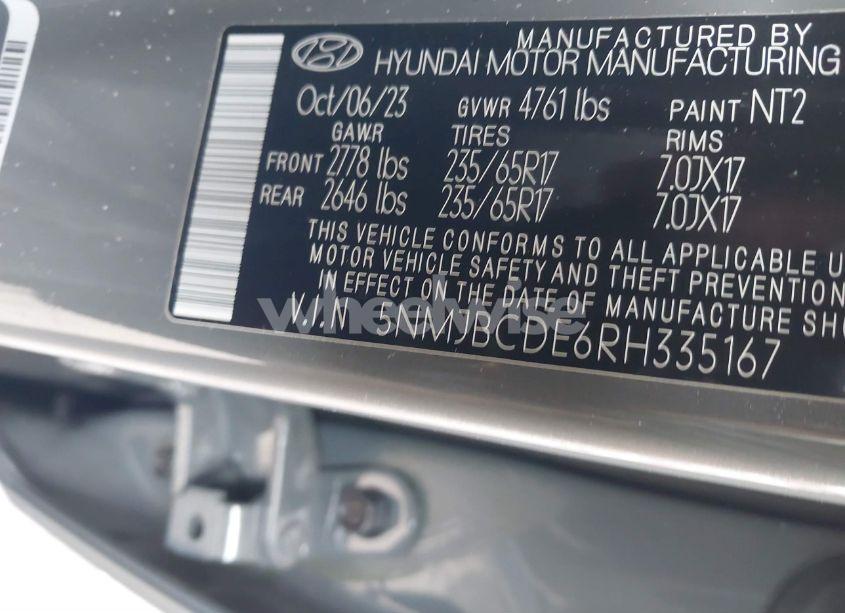 MANUFACTURED BY
HYUNDAI MOTOR MANUFACTURING
Oct/06/23 GVWR 4761 lbs PAINT NT2
GAWR TIRES RIMS
FRONT 2778 lbs 235/65R17 7.0JX17
REAR 2646 lbs 235/65R17 7.0JX17
THIS VEHICLE CONFORMS TO ALL APPLICABLE U
MOTOR VEHICLE SAFETY AND THEFT PREVENTION
IN EFFECT ON THE DATE OF MANUFACTURE SHO
V.I.N 5NMJBCDE6RH335167
wheelwise